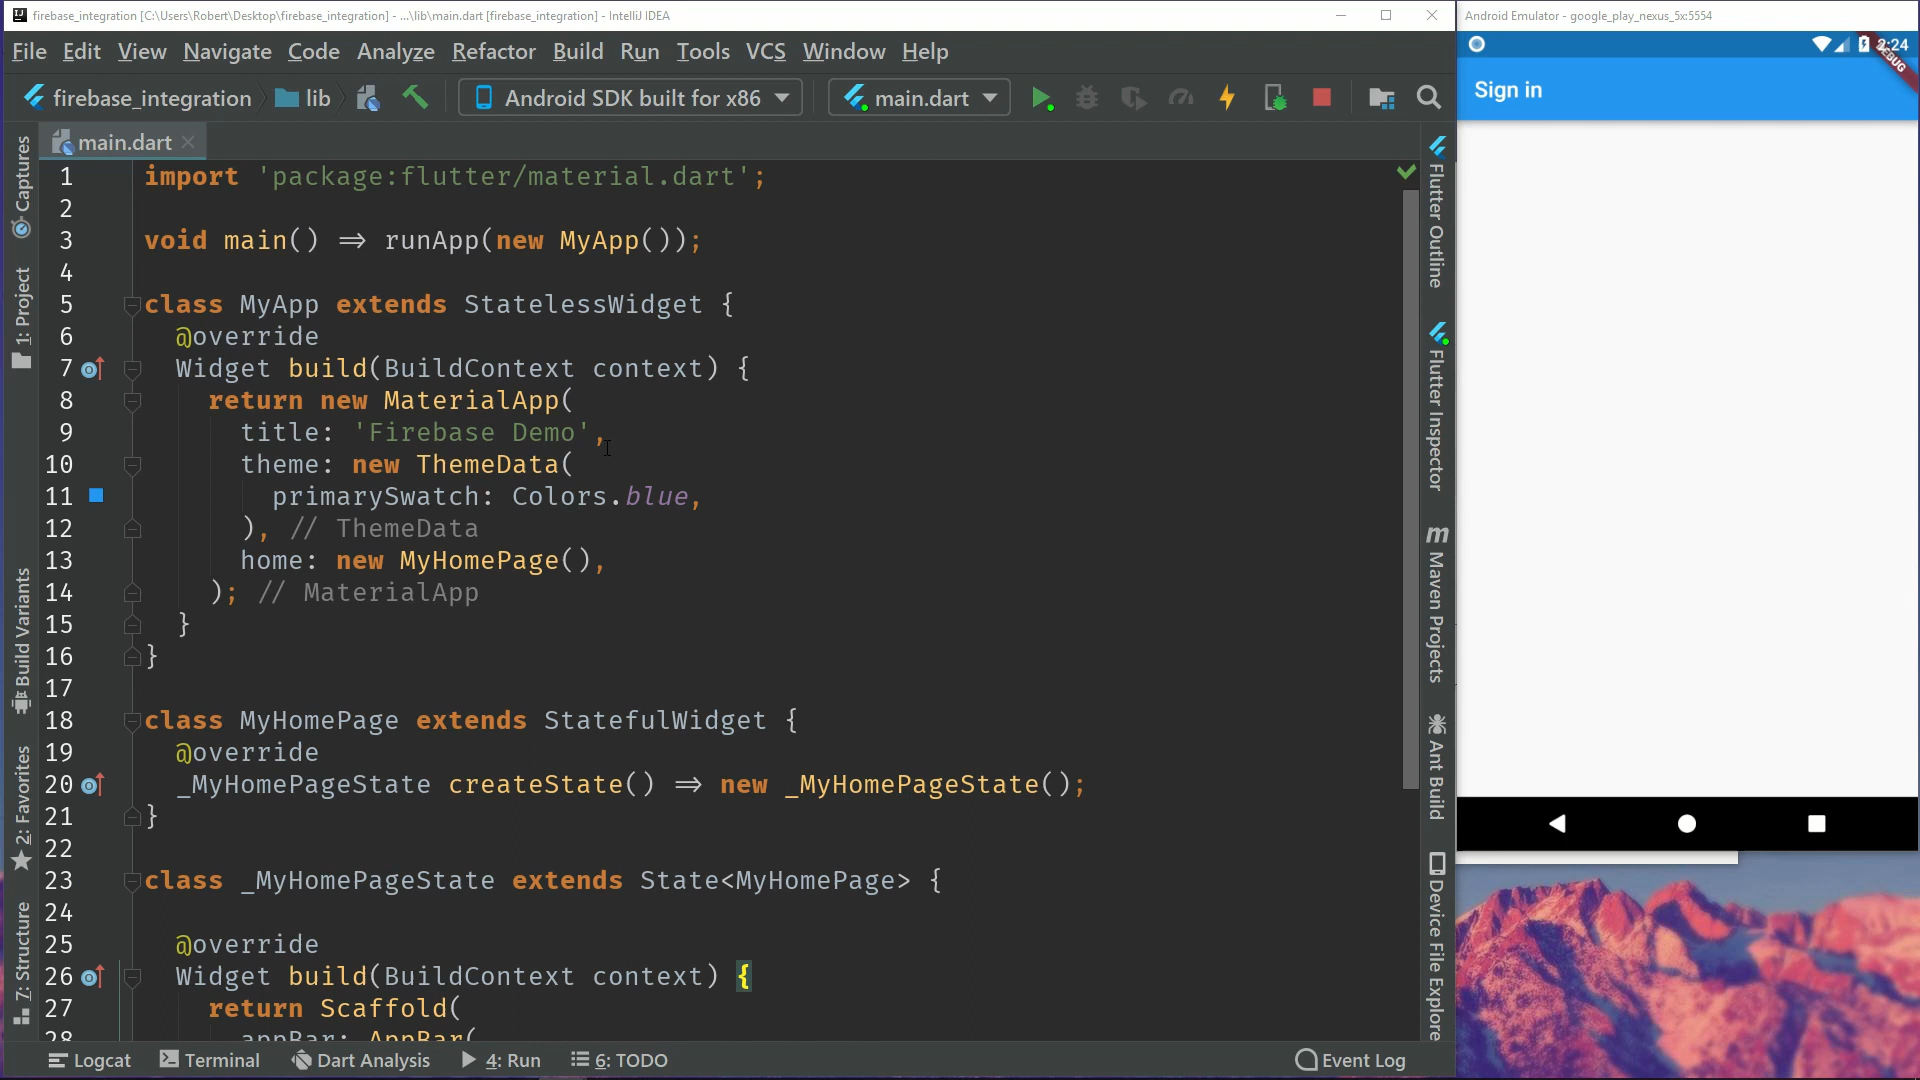 firebase_integration [C:\Users\Robert\Desktop\firebase_integration] - ...\lib\main.dart [firebase_integration] - IntelliJ IDEA
Android Emulator - google_play_nexus_5x:5554
File Edit View Navigate Code Analyze Refactor Build Run Tools VCS Window Help
firebase_integration lib Android SDK built for x86 main.dart
main.dart
1 import 'package:flutter/material.dart';
2
3 void main() => runApp(new MyApp());
4
5 class MyApp extends StatelessWidget {
6 @override
7 Widget build(BuildContext context) {
8 return new MaterialApp(
9 title: 'Firebase Demo',
10 theme: new ThemeData(
11 primarySwatch: Colors.blue,
12 ), // ThemeData
13 home: new MyHomePage(),
14 ); // MaterialApp
15 }
16 }
17
18 class MyHomePage extends StatefulWidget {
19 @override
20 _MyHomePageState createState() => new _MyHomePageState();
21 }
22
23 class _MyHomePageState extends State<MyHomePage> {
24
25 @override
26 Widget build(BuildContext context) {
27 return Scaffold(
28 appBar: AppBar(
Captures
1: Project
Build Variants
2: Favorites
7: Structure
Flutter Outline
Flutter Inspector
Maven Projects
Ant Build
Device File Explorer
Logcat Terminal Dart Analysis 4: Run 6: TODO Event Log
2:24
DEBUG
Sign in